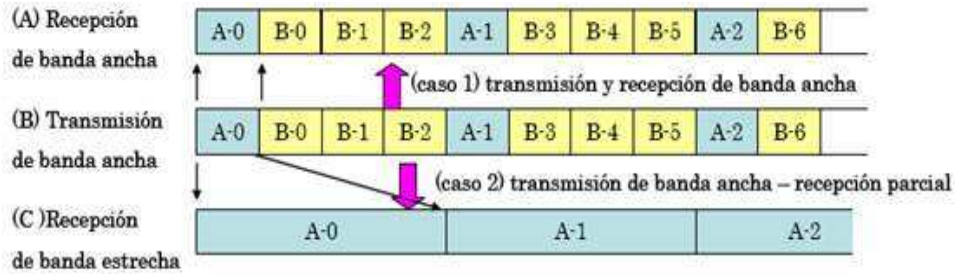 (A) Recepción
de banda ancha
A-0 B-0 B-1 B-2 A-1 B-3 B-4 B-5 A-2 B-6
(caso 1) transmisión y recepción de banda ancha
(B) Transmisión
de banda ancha
A-0 B-0 B-1 B-2 A-1 B-3 B-4 B-5 A-2 B-6
(caso 2) transmisión de banda ancha – recepción parcial
(C )Recepción
de banda estrecha
A-0 A-1 A-2